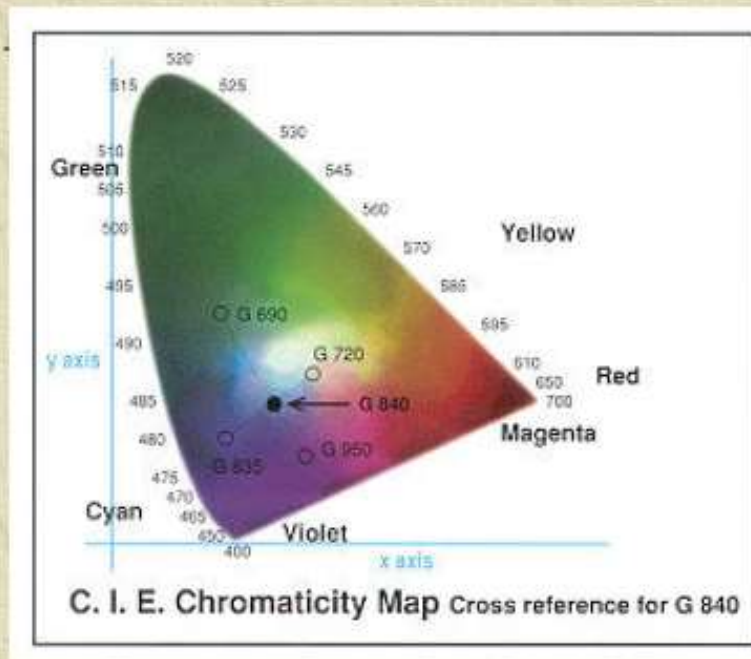 520
515
525
530
510
Green
545
505
560
500
Yellow
570
495
585
595
G 690
490
G 720
y axis
610
650
Red
700
485
G 840
Magenta
480
G 835
G 950
475
470
Cyan
465
450
Violet
400
x axis
C. I. E. Chromaticity Map Cross reference for G 840